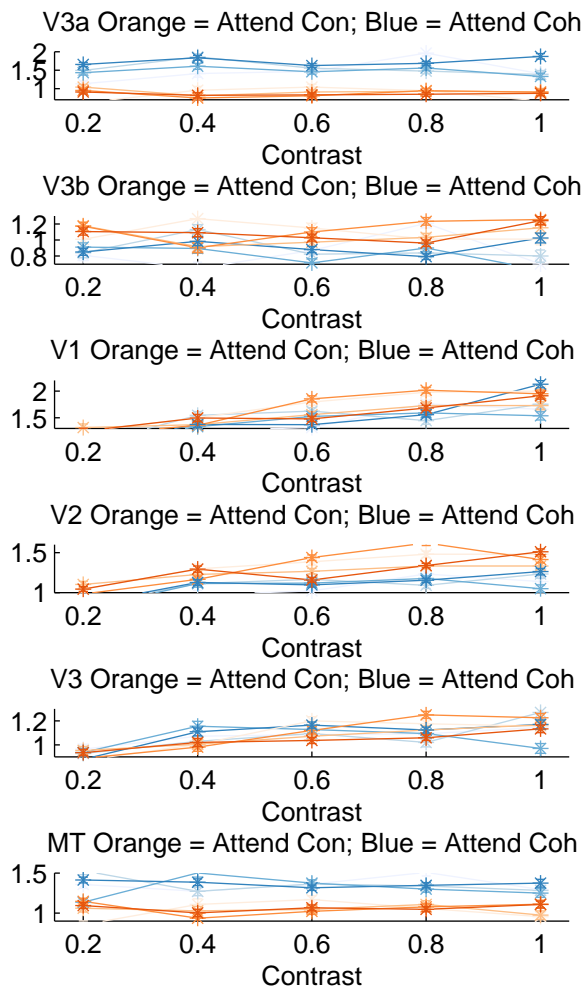 V3a Orange = Attend Con; Blue = Attend Coh
2
1.5
1
0.2 0.4 0.6 0.8 1
Contrast
V3b Orange = Attend Con; Blue = Attend Coh
1.2
1
0.8
0.2 0.4 0.6 0.8 1
Contrast
V1 Orange = Attend Con; Blue = Attend Coh
2
1.5
0.2 0.4 0.6 0.8 1
Contrast
V2 Orange = Attend Con; Blue = Attend Coh
1.5
1
0.2 0.4 0.6 0.8 1
Contrast
V3 Orange = Attend Con; Blue = Attend Coh
1.2
1
0.2 0.4 0.6 0.8 1
Contrast
MT Orange = Attend Con; Blue = Attend Coh
1.5
1
0.2 0.4 0.6 0.8 1
Contrast